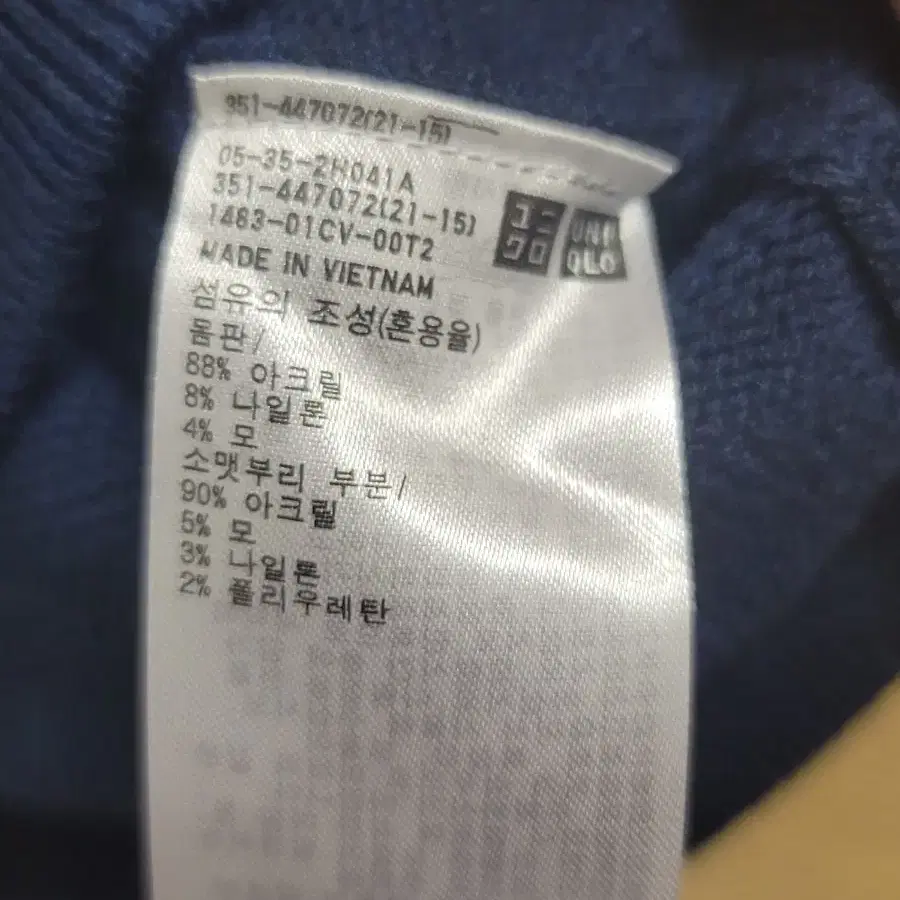 351-447072(21-15)
05-35-2H041A
351-447072(21-15)
1483-01CV-00T2
ユニ
クロ
UNI
QLO
MADE IN VIETNAM
섬유의 조성(혼용율)
몸판/
88% 아크릴
8% 나일론
4% 모
소맷부리 부분/
90% 아크릴
5% 모
3% 나일론
2% 폴리우레탄